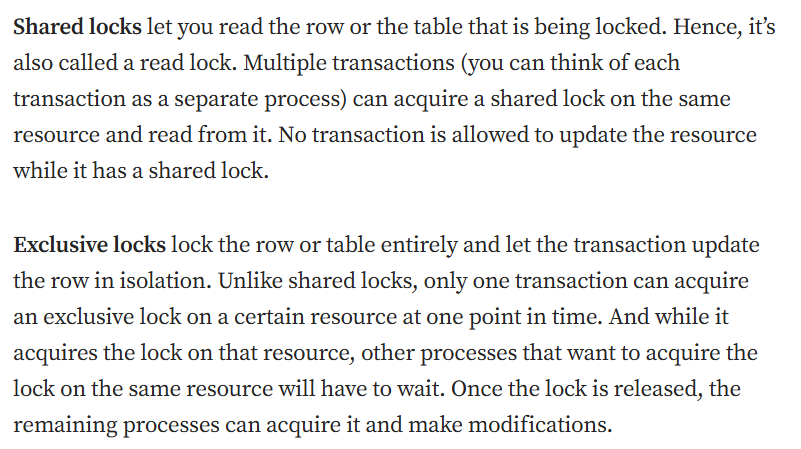 Shared locks let you read the row or the table that is being locked. Hence, it’s
also called a read lock. Multiple transactions (you can think of each
transaction as a separate process) can acquire a shared lock on the same
resource and read from it. No transaction is allowed to update the resource
while it has a shared lock.
Exclusive locks lock the row or table entirely and let the transaction update
the row in isolation. Unlike shared locks, only one transaction can acquire
an exclusive lock on a certain resource at one point in time. And while it
acquires the lock on that resource, other processes that want to acquire the
lock on the same resource will have to wait. Once the lock is released, the
remaining processes can acquire it and make modifications.